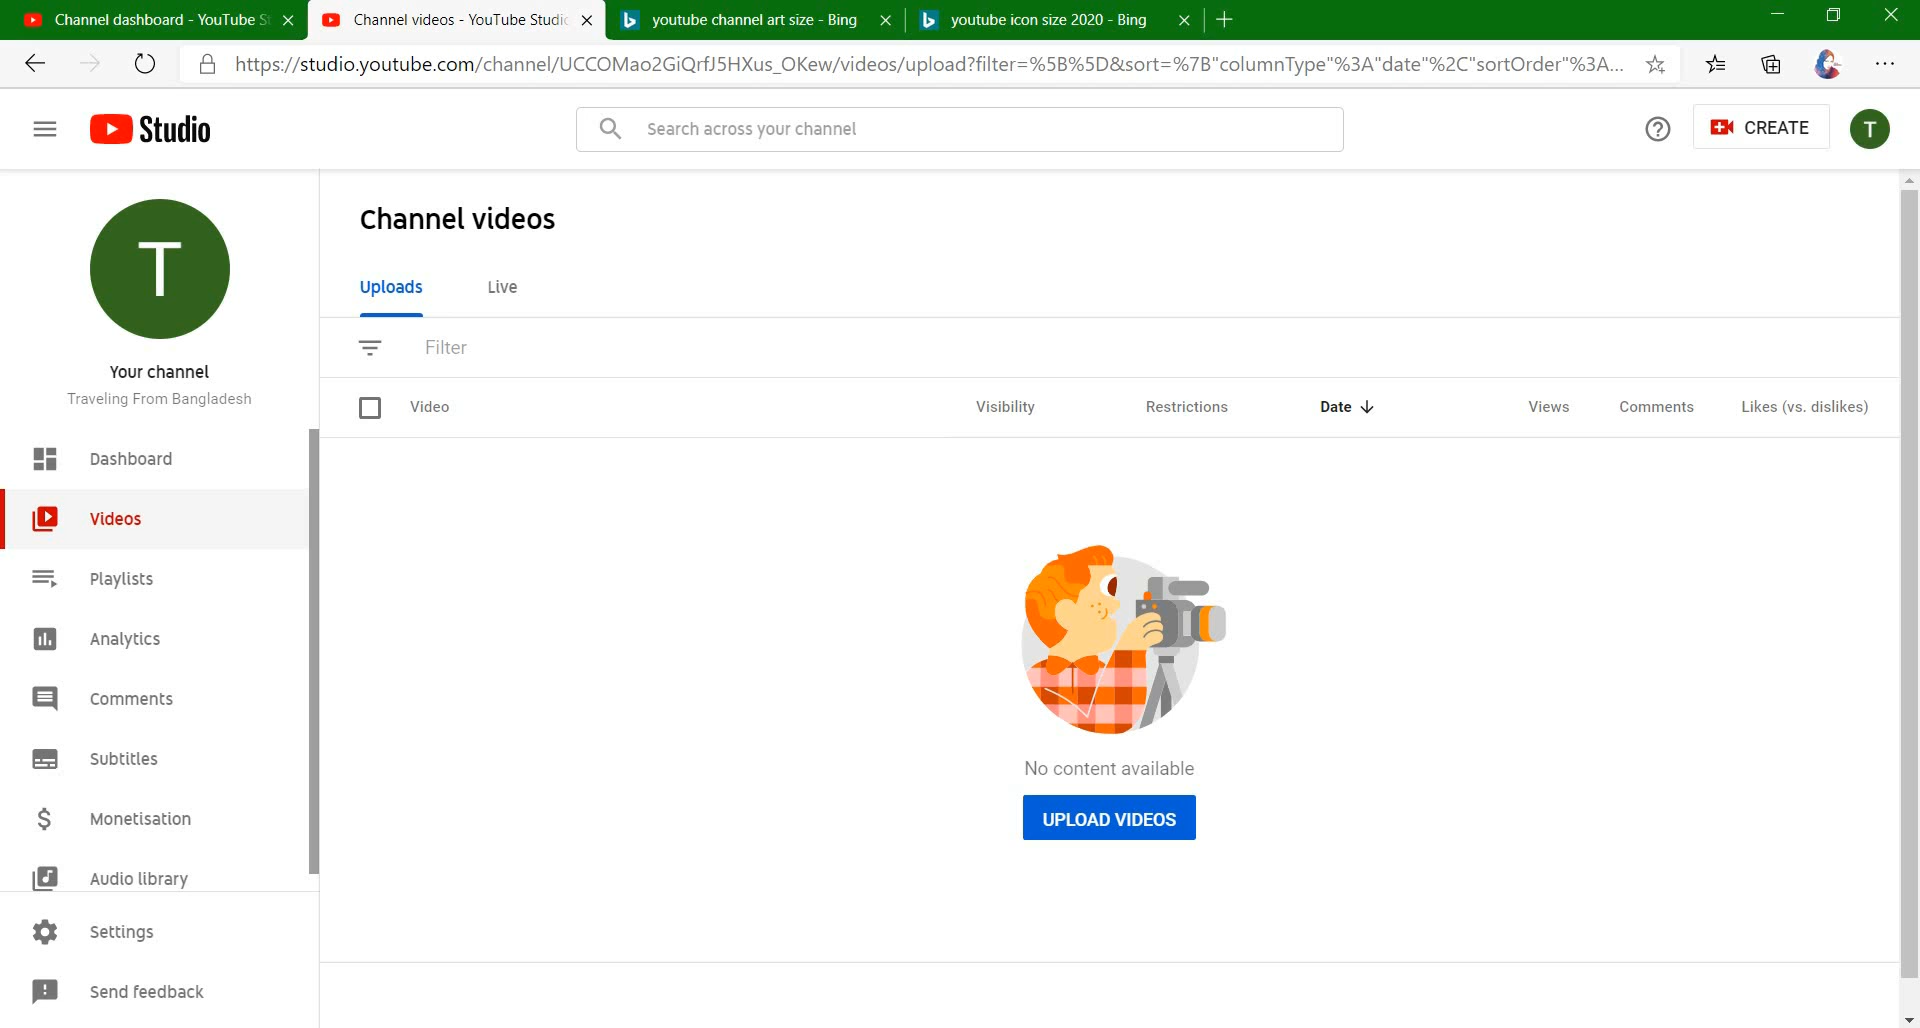 Channel dashboard - YouTube S
Channel videos - YouTube Studi
youtube channel art size - Bing
youtube icon size 2020 - Bing
https://studio.youtube.com/channel/UCCOMao2GiQrfJ5HXus_OKew/videos/upload?filter=%5B%5D&sort=%7B"columnType"%3A"date"%2C"sortOrder"%3A...
Studio
Search across your channel
CREATE
T
T
Your channel
Traveling From Bangladesh
Dashboard
Videos
Playlists
Analytics
Comments
Subtitles
Monetisation
Audio library
Settings
Send feedback
Channel videos
Uploads Live
Filter
Video Visibility Restrictions Date Views Comments Likes (vs. dislikes)
No content available
UPLOAD VIDEOS